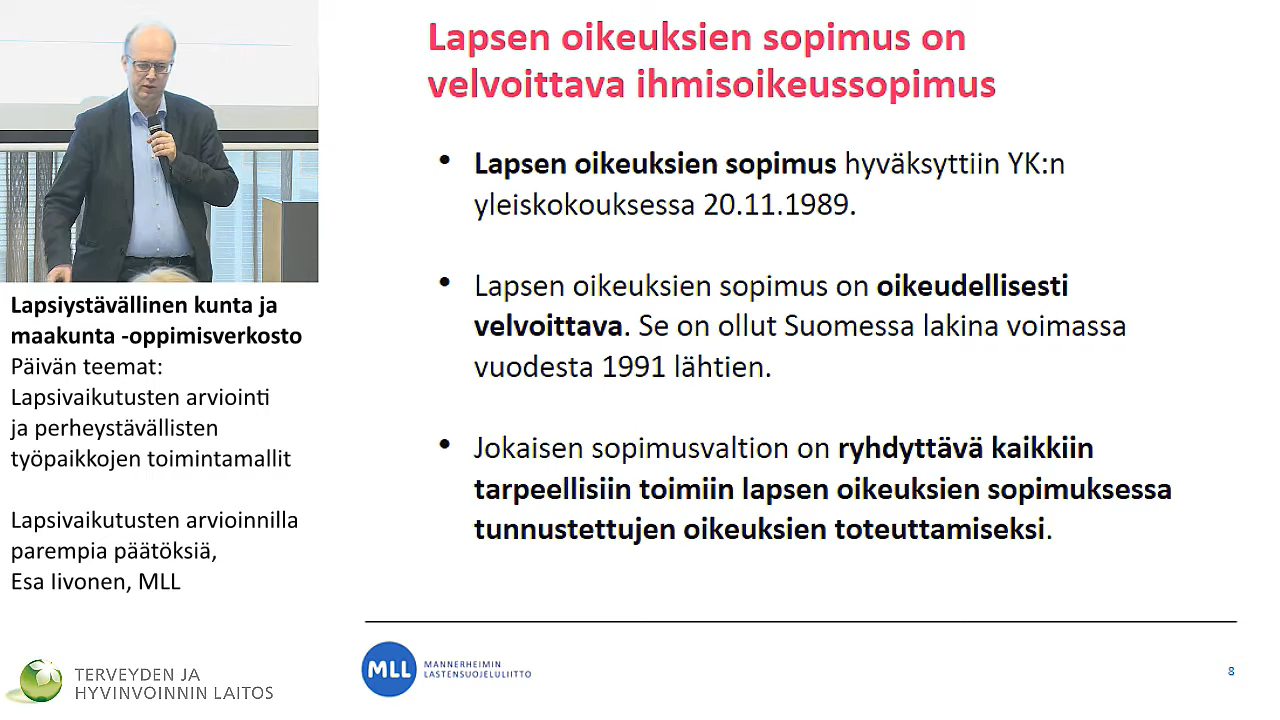 Lapsen oikeuksien sopimus on
velvoittava ihmisoikeussopimus
• Lapsen oikeuksien sopimus hyväksyttiin YK:n
yleiskokouksessa 20.11.1989.
• Lapsen oikeuksien sopimus on oikeudellisesti
velvoittava. Se on ollut Suomessa lakina voimassa
vuodesta 1991 lähtien.
• Jokaisen sopimusvaltion on ryhdyttävä kaikkiin
tarpeellisiin toimiin lapsen oikeuksien sopimuksessa
tunnustettujen oikeuksien toteuttamiseksi.
Lapsiystävällinen kunta ja
maakunta -oppimisverkosto
Päivän teemat:
Lapsivaikutusten arviointi
ja perheystävällisten
työpaikkojen toimintamallit
Lapsivaikutusten arvioinnilla
parempia päätöksiä,
Esa Iivonen, MLL
TERVEYDEN JA
HYVINVOINNIN LAITOS
MLL
MANNERHEIMIN
LASTENSUOJELULIITTO
8